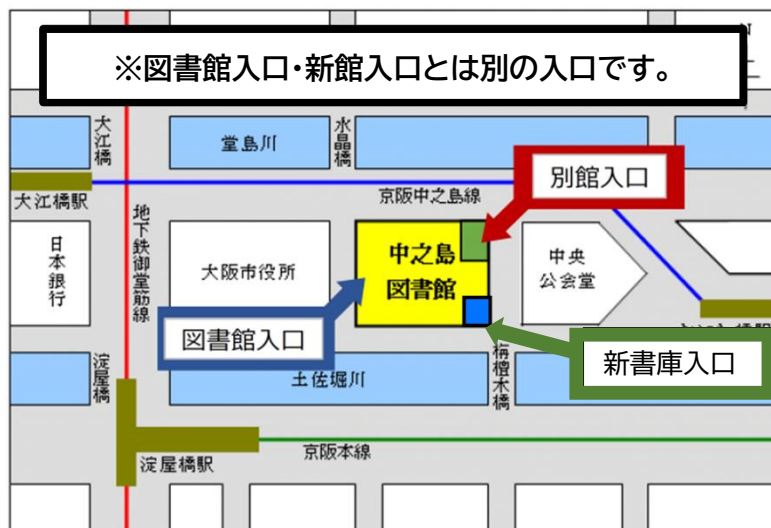 ※図書館入口・新館入口とは別の入口です。
大江橋
堂島川
水晶橋
別館入口
大江橋駅
京阪中之島線
地下鉄御堂筋線
日本銀行
大阪市役所
中之島
図書館
中央
公会堂
図書館入口
新書庫入口
淀屋橋
土佐堀川
栴檀木橋
淀屋橋駅
京阪本線